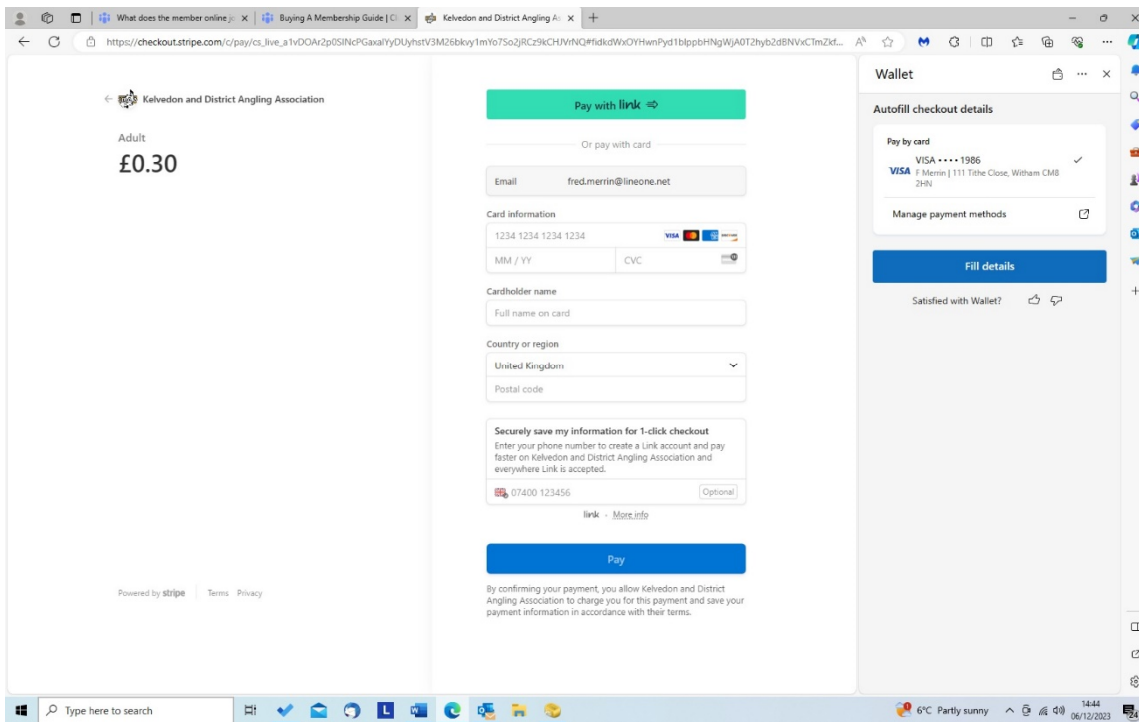 What does the member online jo
Buying A Membership Guide | Cl
Kelvedon and District Angling As
https://checkout.stripe.com/c/pay/
Kelvedon and District Angling Association
Adult
£0.30
Powered by stripe Terms Privacy
Pay with link
Or pay with card
Email fred.merrin@lineone.net
Card information
1234 1234 1234 1234 VISA
MM / YY CVC
Cardholder name
Full name on card
Country or region
United Kingdom
Postal code
Securely save my information for 1-click checkout
Enter your phone number to create a Link account and pay
faster on Kelvedon and District Angling Association and
everywhere Link is accepted.
07400 123456 Optional
link · More info
Pay
By confirming your payment, you allow Kelvedon and District
Angling Association to charge you for this payment and save your
payment information in accordance with their terms.
Wallet
Autofill checkout details
Pay by card
VISA •••• 1986
VISA F Merrin | 111 Tithe Close, Witham CM8
2HN
Manage payment methods
Fill details
Satisfied with Wallet?
Type here to search
6°C Partly sunny
14:44
06/12/2023